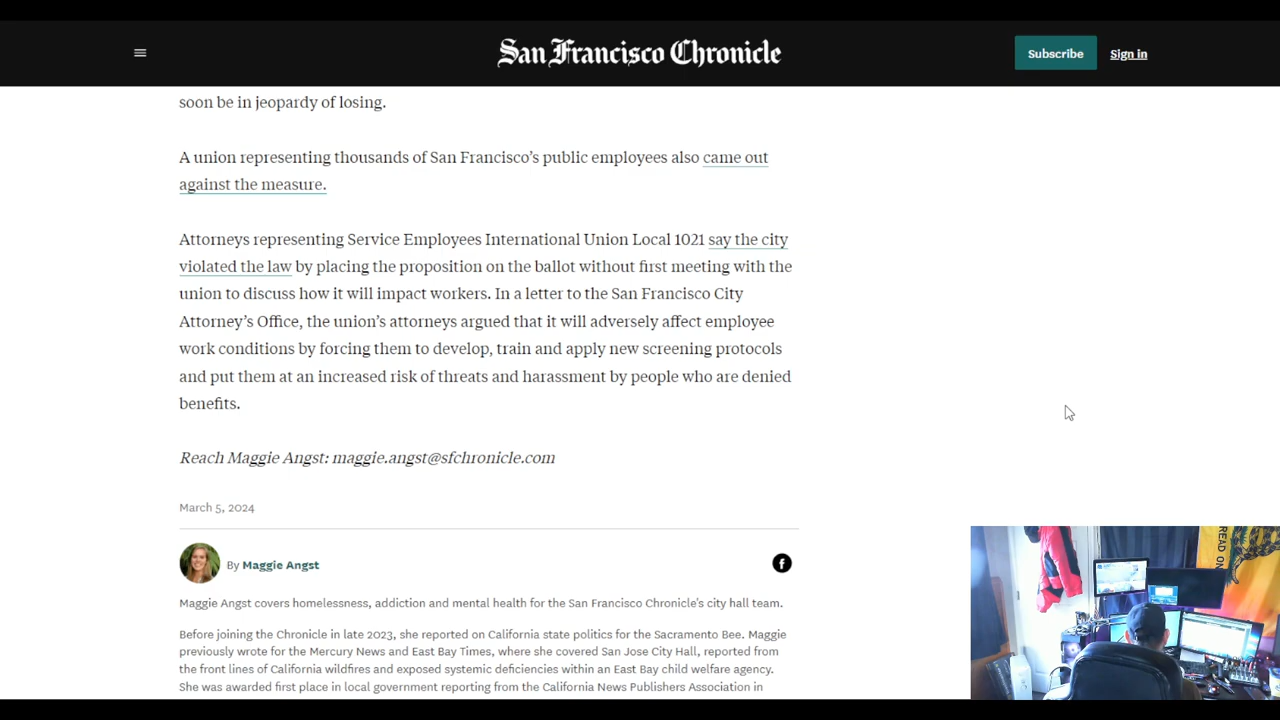 San Francisco Chronicle
Subscribe
Sign in
soon be in jeopardy of losing.
A union representing thousands of San Francisco’s public employees also came out
against the measure.
Attorneys representing Service Employees International Union Local 1021 say the city
violated the law by placing the proposition on the ballot without first meeting with the
union to discuss how it will impact workers. In a letter to the San Francisco City
Attorney’s Office, the union’s attorneys argued that it will adversely affect employee
work conditions by forcing them to develop, train and apply new screening protocols
and put them at an increased risk of threats and harassment by people who are denied
benefits.
Reach Maggie Angst: maggie.angst@sfchronicle.com
March 5, 2024
By Maggie Angst
Maggie Angst covers homelessness, addiction and mental health for the San Francisco Chronicle's city hall team.
Before joining the Chronicle in late 2023, she reported on California state politics for the Sacramento Bee. Maggie
previously wrote for the Mercury News and East Bay Times, where she covered San Jose City Hall, reported from
the front lines of California wildfires and exposed systemic deficiencies within an East Bay child welfare agency.
She was awarded first place in local government reporting from the California News Publishers Association in
READ ON